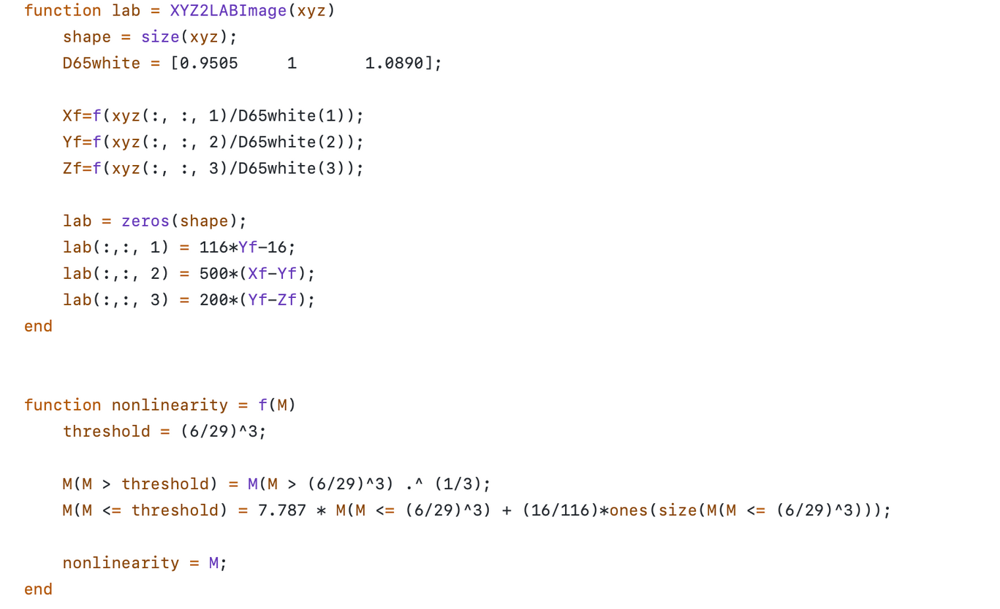 function lab = XYZ2LABImage(xyz)
    shape = size(xyz);
    D65white = [0.9505     1       1.0890];

    Xf=f(xyz(:, :, 1)/D65white(1));
    Yf=f(xyz(:, :, 2)/D65white(2));
    Zf=f(xyz(:, :, 3)/D65white(3));

    lab = zeros(shape);
    lab(:,:, 1) = 116*Yf-16;
    lab(:,:, 2) = 500*(Xf-Yf);
    lab(:,:, 3) = 200*(Yf-Zf);
end

function nonlinearity = f(M)
    threshold = (6/29)^3;

    M(M > threshold) = M(M > (6/29)^3) .^ (1/3);
    M(M <= threshold) = 7.787 * M(M <= (6/29)^3) + (16/116)*ones(size(M(M <= (6/29)^3)));

    nonlinearity = M;
end